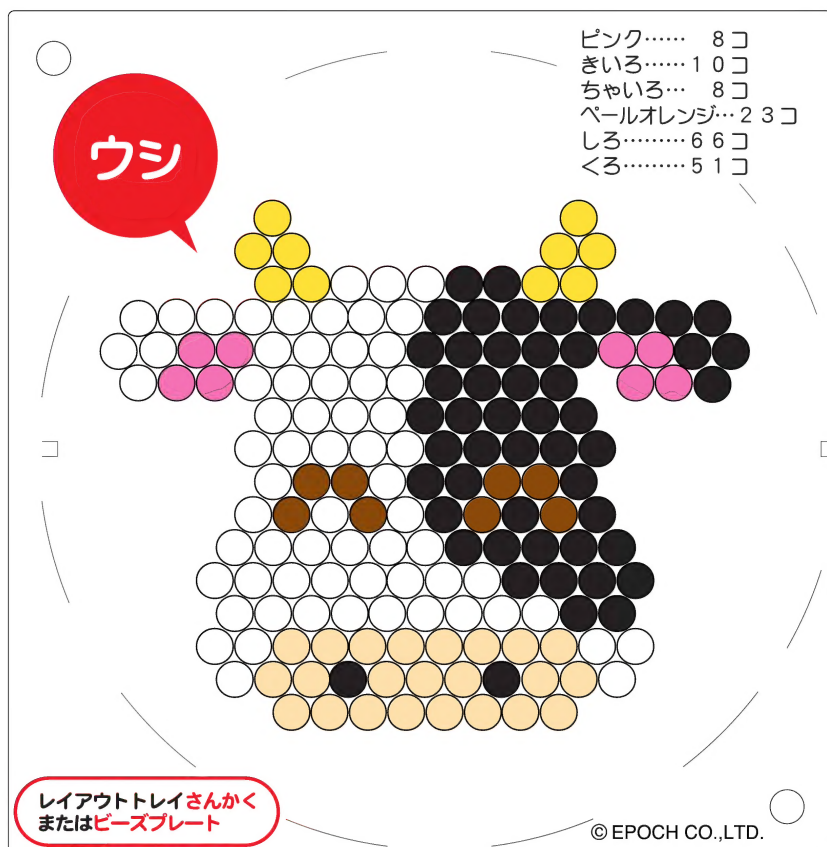 ピンク…… 8コ
きいろ……10コ
ちゃいろ… 8コ
ペールオレンジ…23コ
しろ………66コ
くろ………51コ
ウシ
レイアウトトレイさんかく
またはビーズプレート
© EPOCH CO.,LTD.